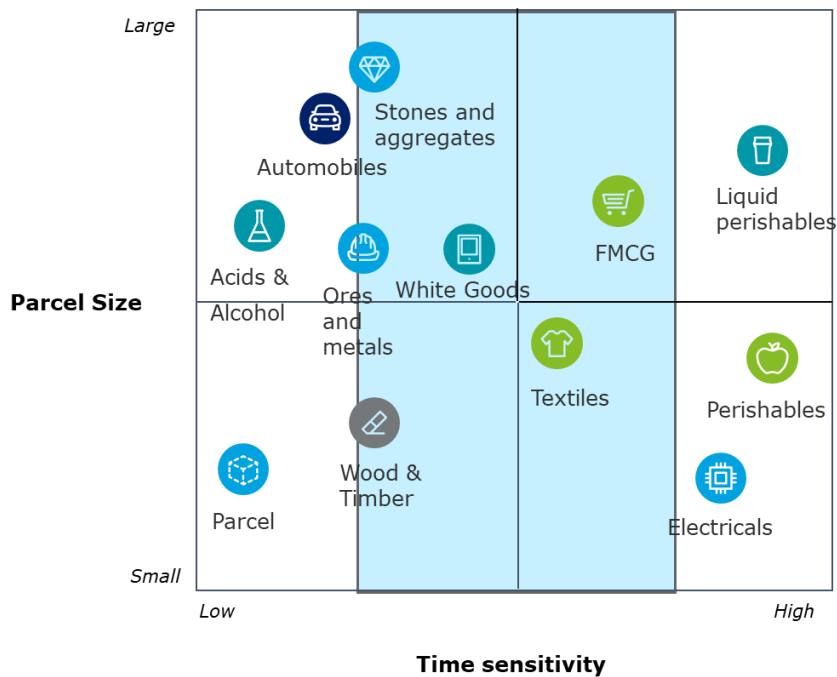 Large
Stones and
aggregates
Automobiles
Liquid
perishables
FMCG
Acids &
Alcohol
White Goods
Ores
and
metals
Parcel Size
Textiles
Perishables
Wood &
Timber
Parcel
Electricals
Small
Low
High
Time sensitivity